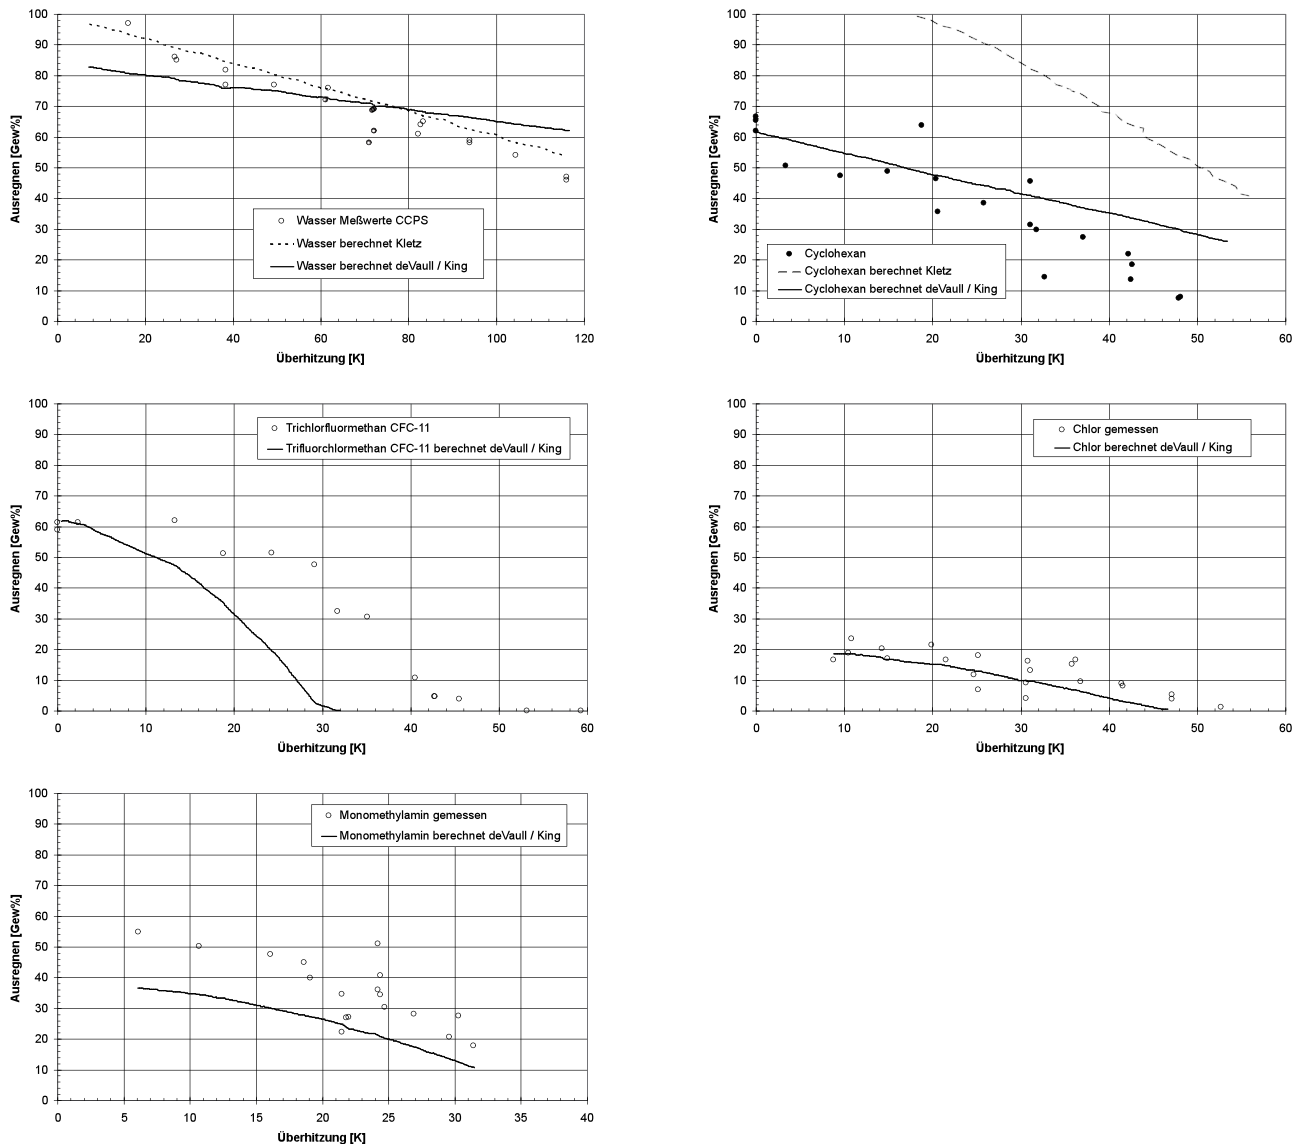 100
90
80
70
60
50
40
30
20
10
0
Ausregnen [Gew%]
Wasser Meßwerte CCPS
Wasser berechnet Kletz
Wasser berechnet deVaull / King
0 20 40 60 80 100 120
Überhitzung [K]
100
90
80
70
60
50
40
30
20
10
0
Ausregnen [Gew%]
Cyclohexan
Cyclohexan berechnet Kletz
Cyclohexan berechnet deVaull / King
0 10 20 30 40 50 60
Überhitzung [K]
100
90
80
70
60
50
40
30
20
10
0
Ausregnen [Gew%]
Trichlorfluormethan CFC-11
Trifluorchlormethan CFC-11 berechnet deVaull / King
0 10 20 30 40 50 60
Überhitzung [K]
100
90
80
70
60
50
40
30
20
10
0
Ausregnen [Gew%]
Chlor gemessen
Chlor berechnet deVaull / King
0 10 20 30 40 50 60
Überhitzung [K]
100
90
80
70
60
50
40
30
20
10
0
Ausregnen [Gew%]
Monomethylamin gemessen
Monomethylamin berechnet deVaull / King
0 5 10 15 20 25 30 35 40
Überhitzung [K]